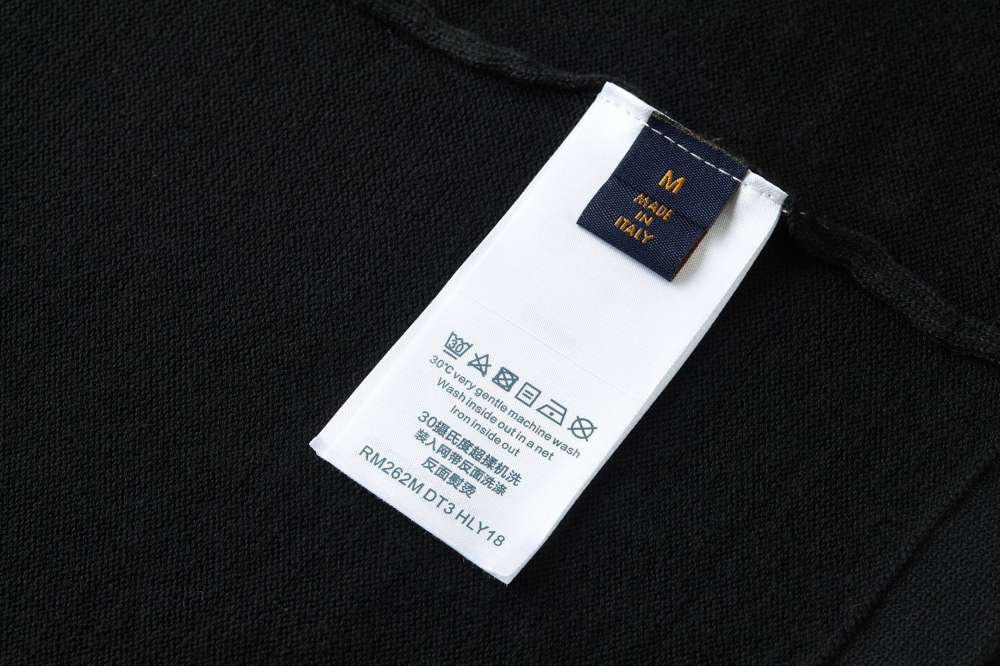 M
MADE
IN
ITALY
30
30℃ very gentle machine wash
Wash inside out in a net
Iron inside out
30摄氏度超揉机洗
装入网带反面洗涤
反面熨烫
RM262M DT3 HLY18